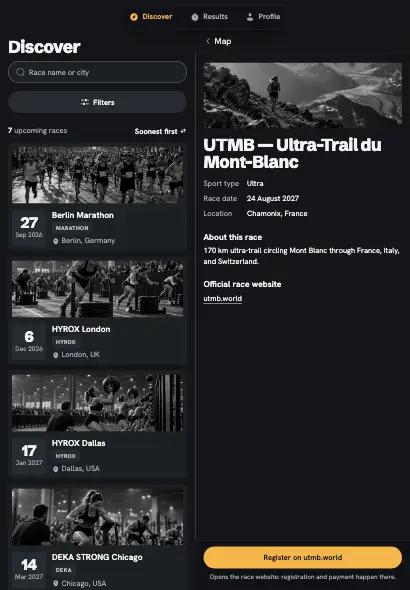 Discover
Results
Profile
Discover
Race name or city
Filters
7 upcoming races
Soonest first
27
Sep 2026
Berlin Marathon
MARATHON
Berlin, Germany
6
Dec 2026
HYROX London
HYROX
London, UK
17
Jan 2027
HYROX Dallas
HYROX
Dallas, USA
14
Mar 2027
DEKA STRONG Chicago
DEKA
Chicago, USA
Map
UTMB — Ultra-Trail du
Mont-Blanc
Sport type Ultra
Race date 24 August 2027
Location Chamonix, France
About this race
170 km ultra-trail circling Mont Blanc through France, Italy,
and Switzerland.
Official race website
utmb.world
Register on utmb.world
Opens the race website: registration and payment happen there.